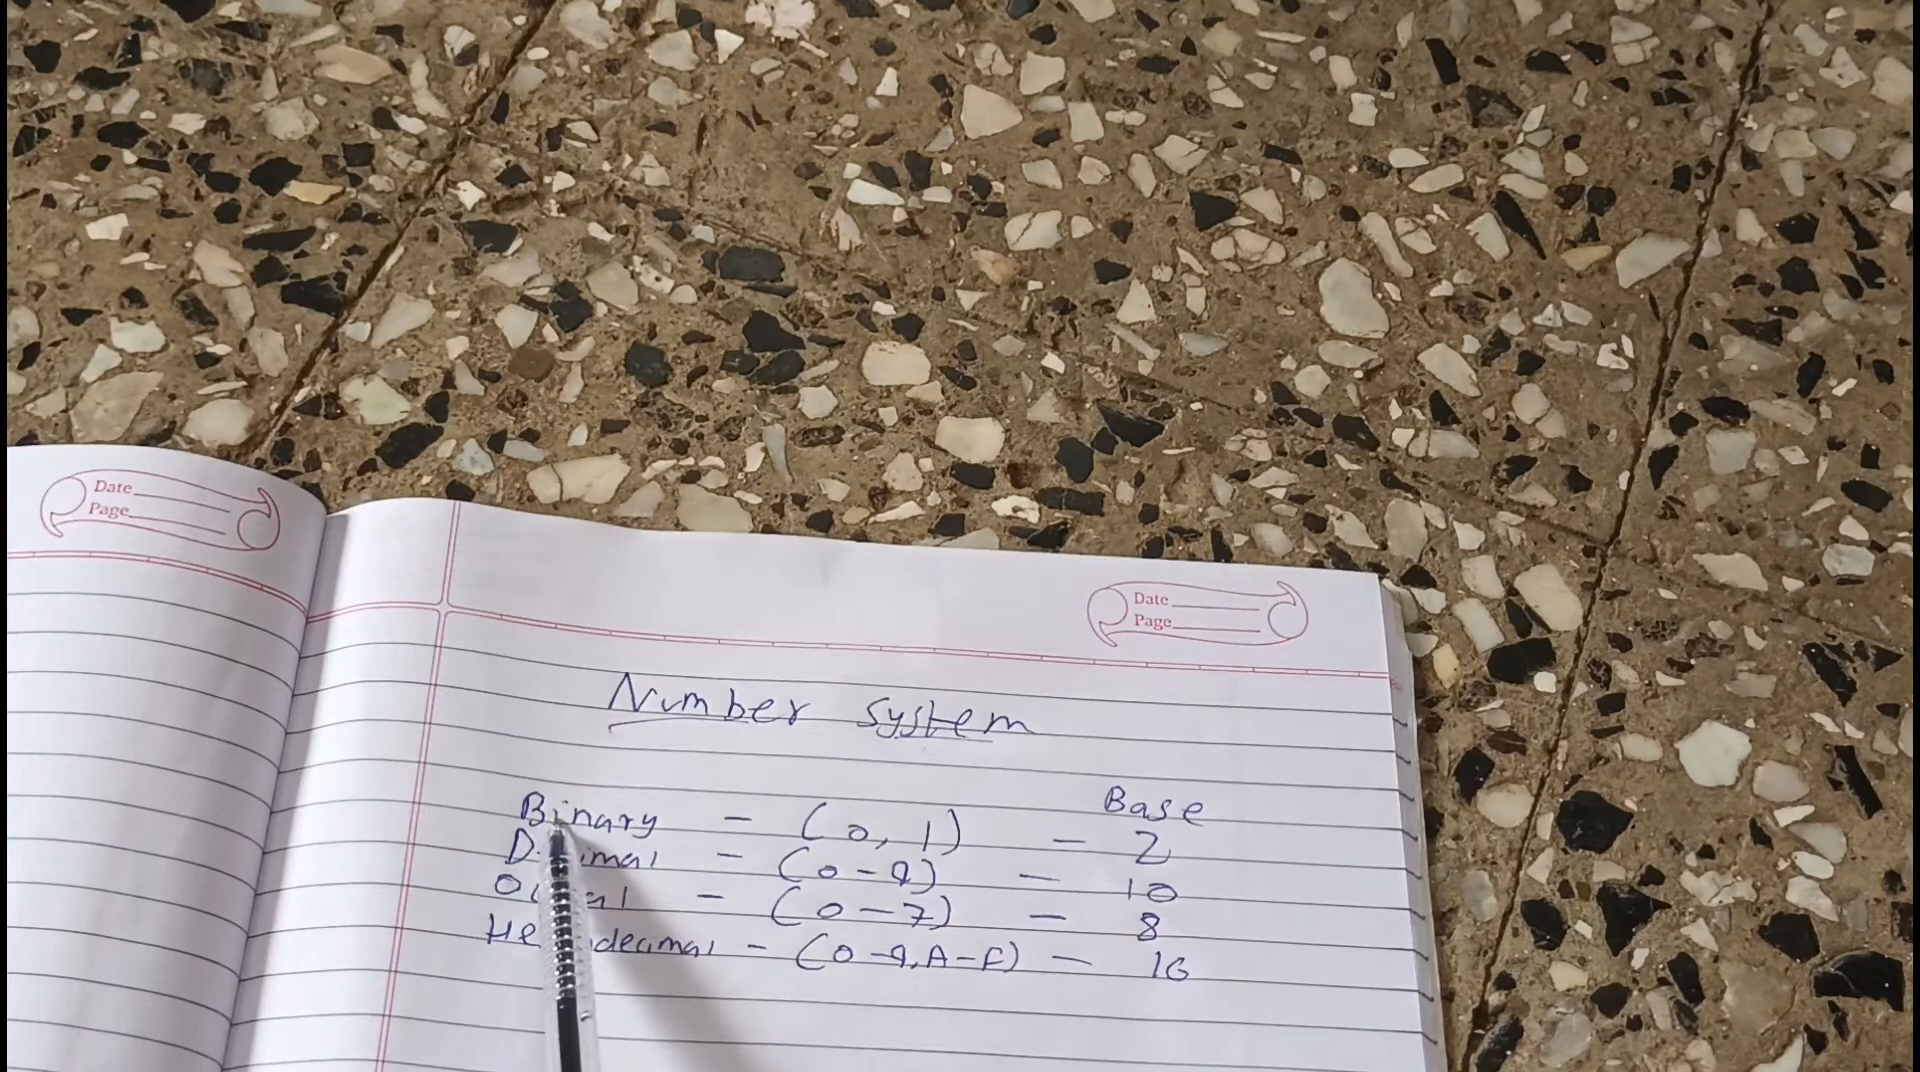 Date
Page
Date
Page
Number System
Base
Binary - (0, 1) - 2
- (0-9) - 10
- (0-7) - 8
- (0-9, A-F) - 16